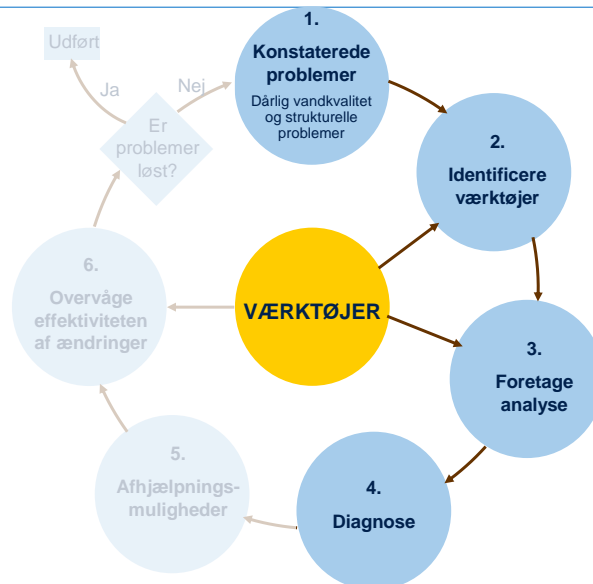 1.
Konstaterede
problemer
Dårlig vandkvalitet
og strukturelle
problemer
Udført
Ja
Nej
Er
problemer
løst?
2.
Identificere
værktøjer
VÆRKTØJER
3.
Foretage
analyse
4.
Diagnose
5.
Afhjælpnings-
muligheder
6.
Overvåge
effektiviteten
af ændringer